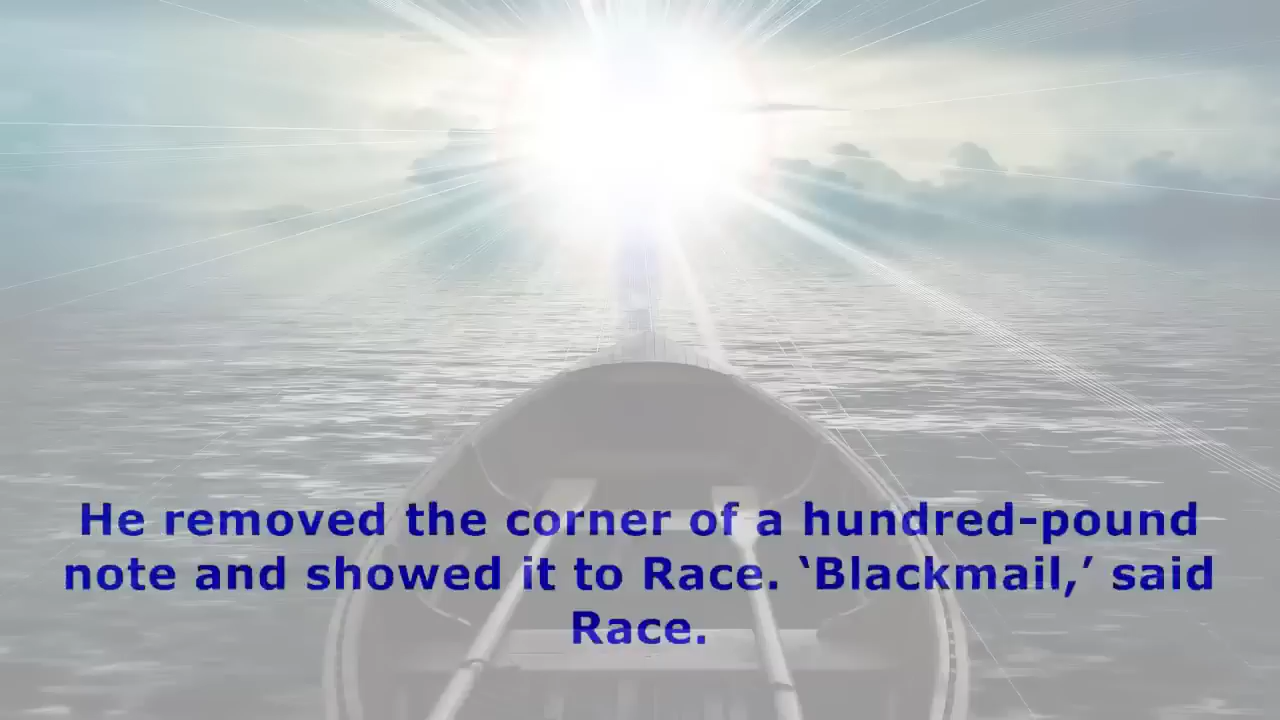 He removed the corner of a hundred-pound
note and showed it to Race. ‘Blackmail,’ said
Race.